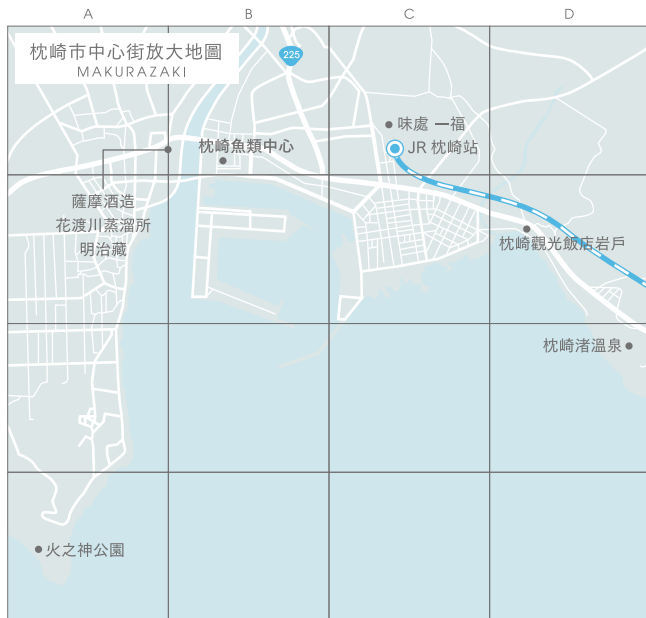 A B C D
枕崎市中心街放大地圖
MAKURAZAKI
225
味處 一福
JR 枕崎站
枕崎魚類中心
薩摩酒造
花渡川蒸溜所
明治藏
枕崎觀光飯店岩戶
枕崎渚溫泉
火之神公園